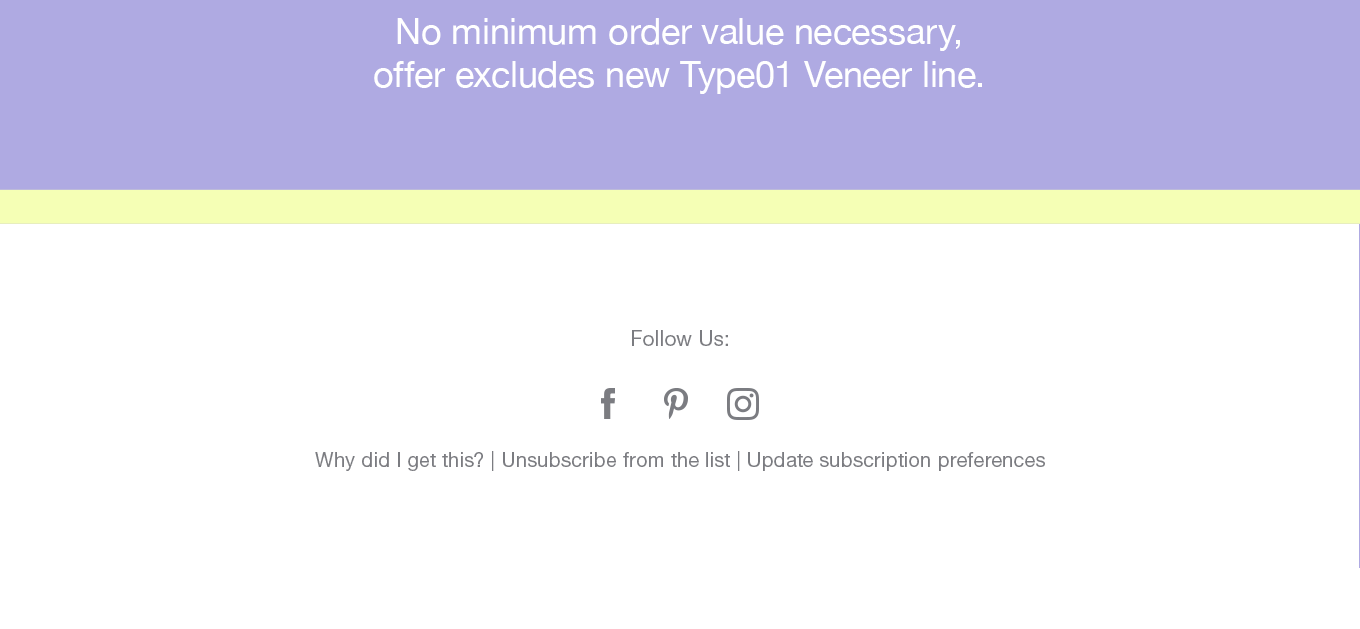 No minimum order value necessary,
offer excludes new Type01 Veneer line.
Follow Us:
Why did I get this? | Unsubscribe from the list | Update subscription preferences